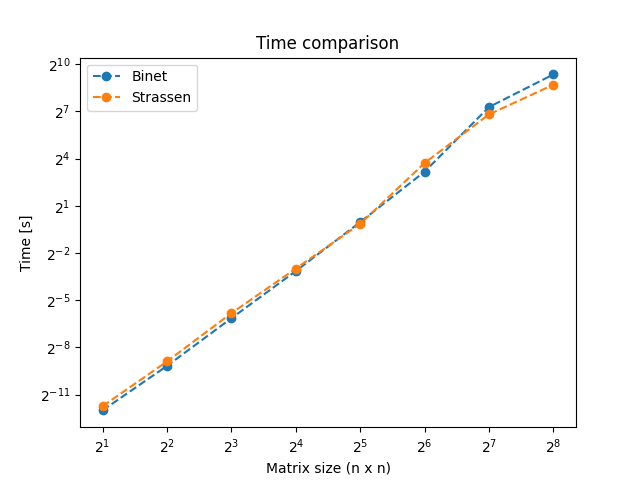 Time comparison
2^10
2^7
2^4
2^1
2^-2
2^-5
2^-8
2^-11
Time [s]
Binet
Strassen
2^1 2^2 2^3 2^4 2^5 2^6 2^7 2^8
Matrix size (n x n)